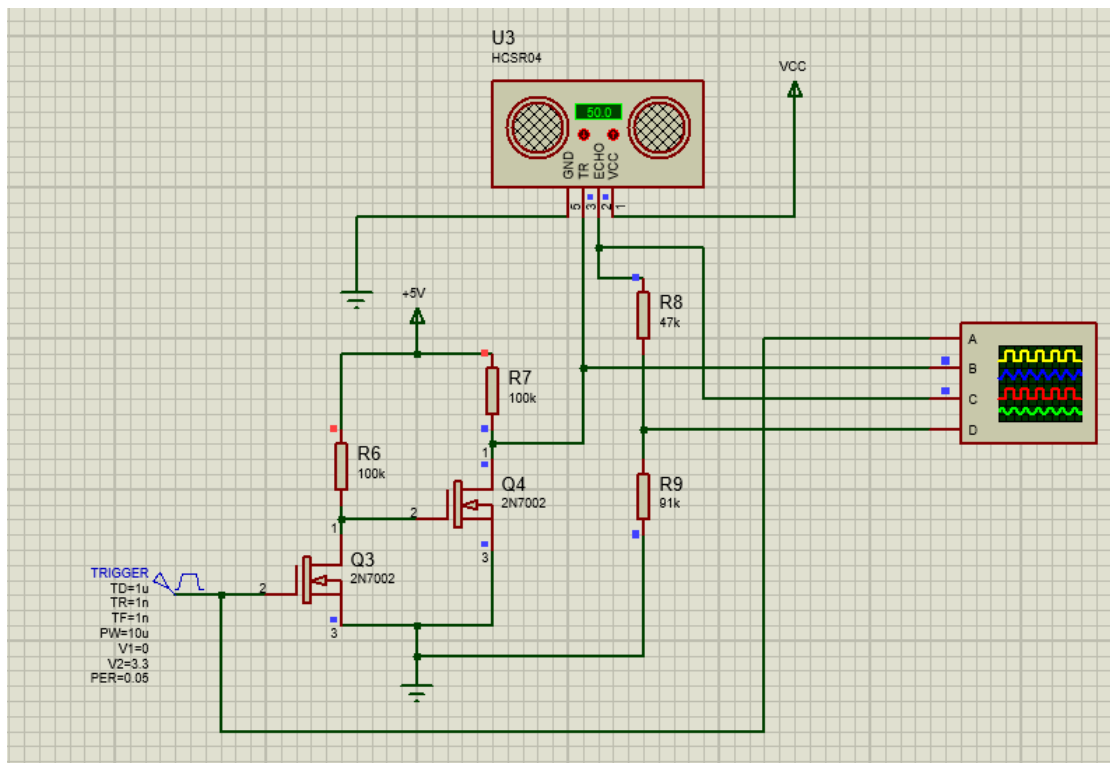 U3
HCSR04
VCC
50.0
GND
TR
ECHO
VCC
5
3
2
1
+5V
R8
47k
A
B
C
D
R7
100k
1
R6
100k
Q4
2N7002
2
R9
91k
1
3
Q3
2N7002
2
3
TRIGGER
TD=1u
TR=1n
TF=1n
PW=10u
V1=0
V2=3.3
PER=0.05